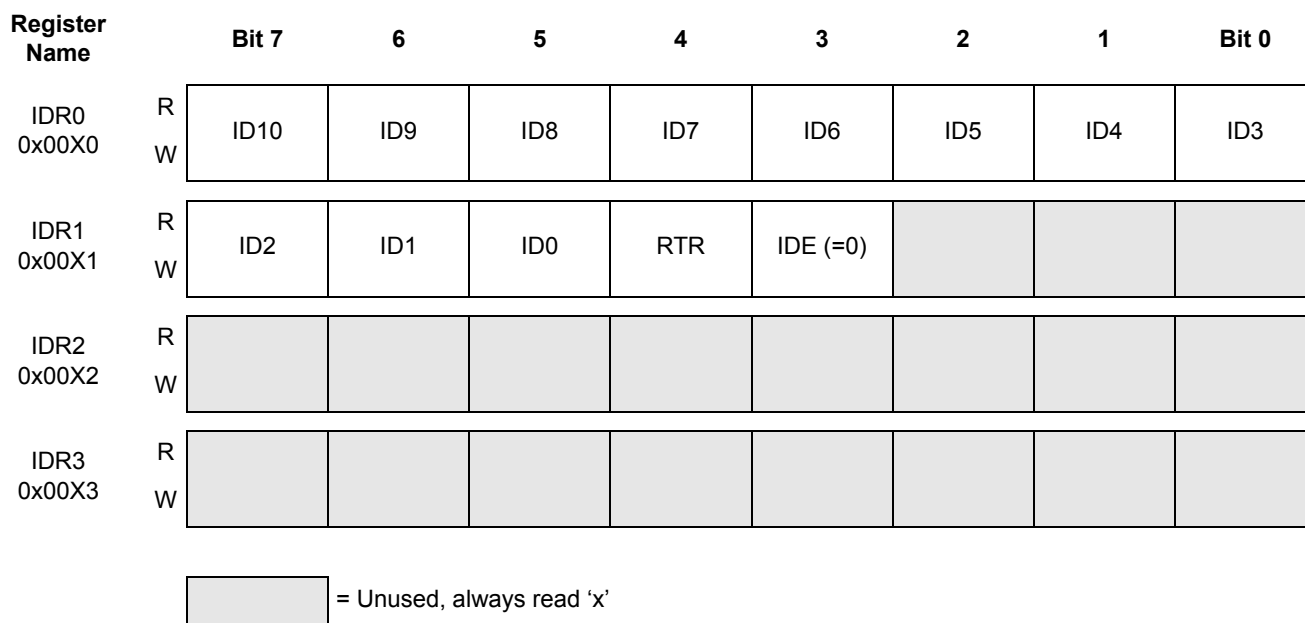 Register Name Bit 7 6 5 4 3 2 1 Bit 0
IDR0 0x00X0 R W ID10 ID9 ID8 ID7 ID6 ID5 ID4 ID3
IDR1 0x00X1 R W ID2 ID1 ID0 RTR IDE (=0)
IDR2 0x00X2 R W
IDR3 0x00X3 R W
= Unused, always read ‘x’